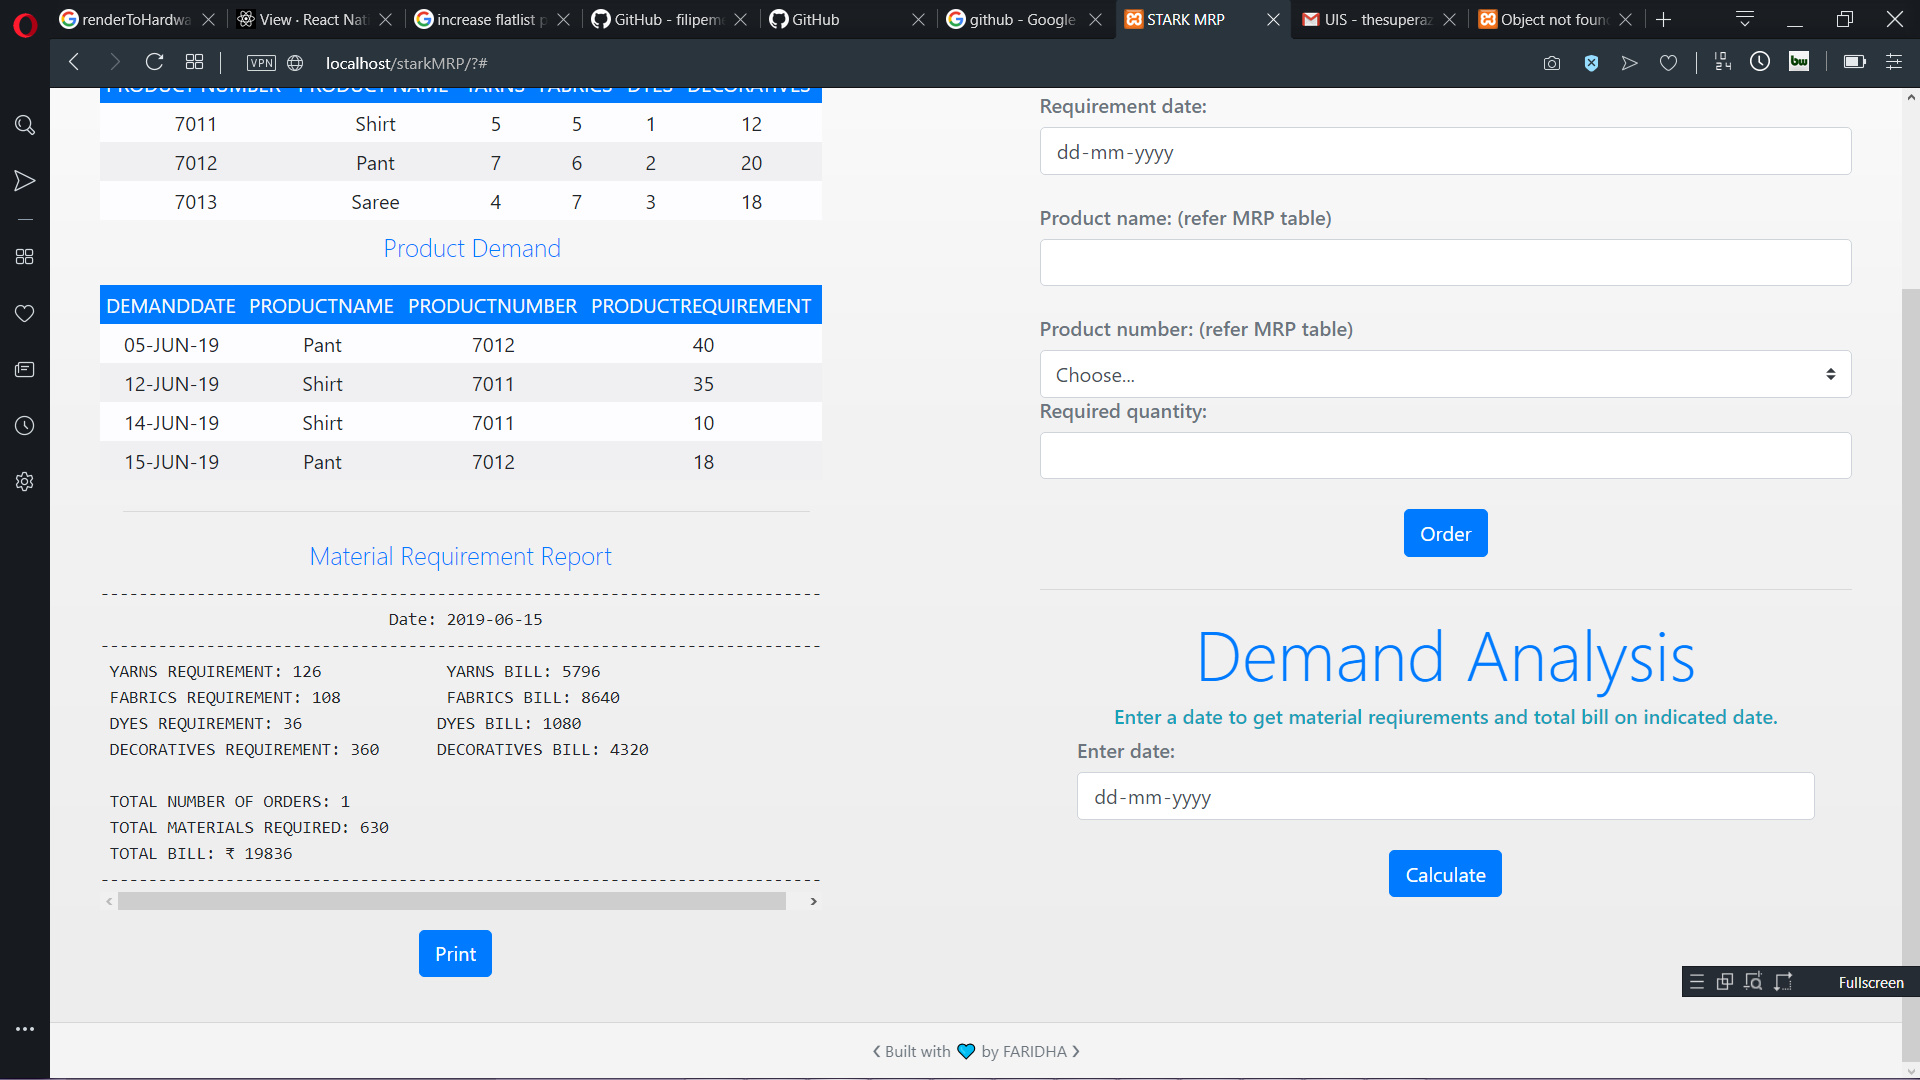 renderToHardwa
View · React Nati
increase flatlist p
GitHub - filipeme
GitHub
github - Google
STARK MRP
UIS - thesuperaz
Object not foun
VPN
localhost/starkMRP/?#
PRODUCT NUMBER PRODUCT NAME YARNS FABRICS DYES DECORATIVES
7011 Shirt 5 5 1 12
7012 Pant 7 6 2 20
7013 Saree 4 7 3 18
Product Demand
DEMANDDATE PRODUCTNAME PRODUCTNUMBER PRODUCTREQUIREMENT
05-JUN-19 Pant 7012 40
12-JUN-19 Shirt 7011 35
14-JUN-19 Shirt 7011 10
15-JUN-19 Pant 7012 18
Material Requirement Report
Date: 2019-06-15
YARNS REQUIREMENT: 126 YARNS BILL: 5796
FABRICS REQUIREMENT: 108 FABRICS BILL: 8640
DYES REQUIREMENT: 36 DYES BILL: 1080
DECORATIVES REQUIREMENT: 360 DECORATIVES BILL: 4320
TOTAL NUMBER OF ORDERS: 1
TOTAL MATERIALS REQUIRED: 630
TOTAL BILL: ₹ 19836
Print
Requirement date:
dd-mm-yyyy
Product name: (refer MRP table)
Product number: (refer MRP table)
Choose...
Required quantity:
Order
Demand Analysis
Enter a date to get material reqiurements and total bill on indicated date.
Enter date:
dd-mm-yyyy
Calculate
Fullscreen
❮ Built with 💙 by FARIDHA ❯